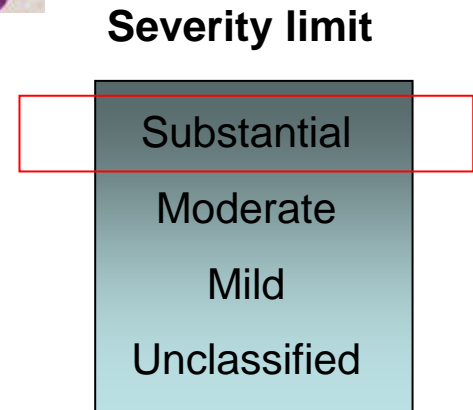 Severity limit
Substantial
Moderate
Mild
Unclassified